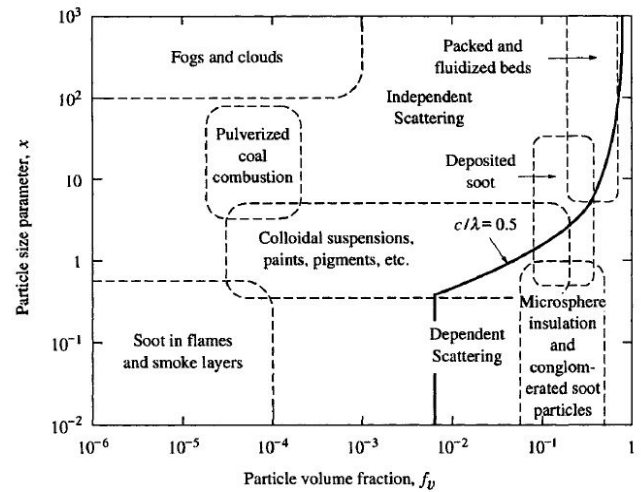 Particle size parameter, x
10³
10²
10
1
10⁻¹
10⁻²
Fogs and clouds
Packed and
fluidized beds
Independent
Scattering
Pulverized
coal
combustion
Deposited
soot
c/λ = 0.5
Colloidal suspensions,
paints, pigments, etc.
Soot in flames
and smoke layers
Dependent
Scattering
Microsphere
insulation
and
conglom-
erated soot
particles
10⁻⁶
10⁻⁵
10⁻⁴
10⁻³
10⁻²
10⁻¹
1
Particle volume fraction, fᵥ